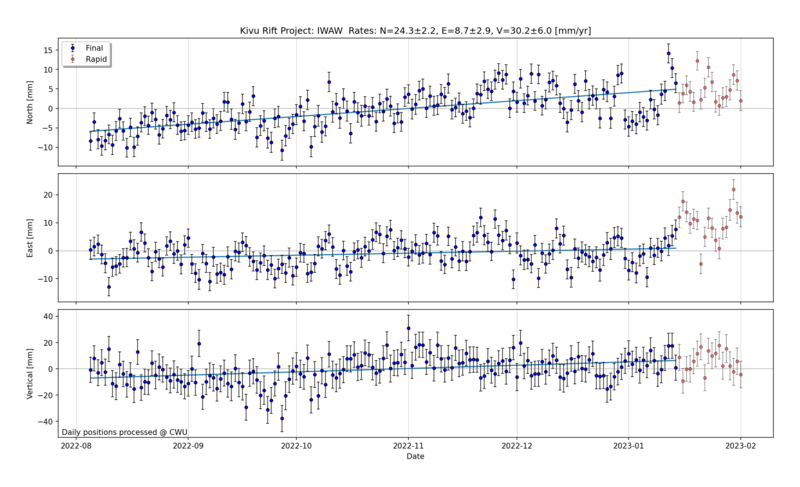 Kivu Rift Project: IWAW Rates: N=24.3±2.2, E=8.7±2.9, V=30.2±6.0 [mm/yr]
Final
Rapid
North [mm]
15
10
5
0
−5
−10
East [mm]
20
10
0
−10
Vertical [mm]
40
20
0
−20
−40
Daily positions processed @ CWU
2022-08 2022-09 2022-10 2022-11 2022-12 2023-01 2023-02
Date